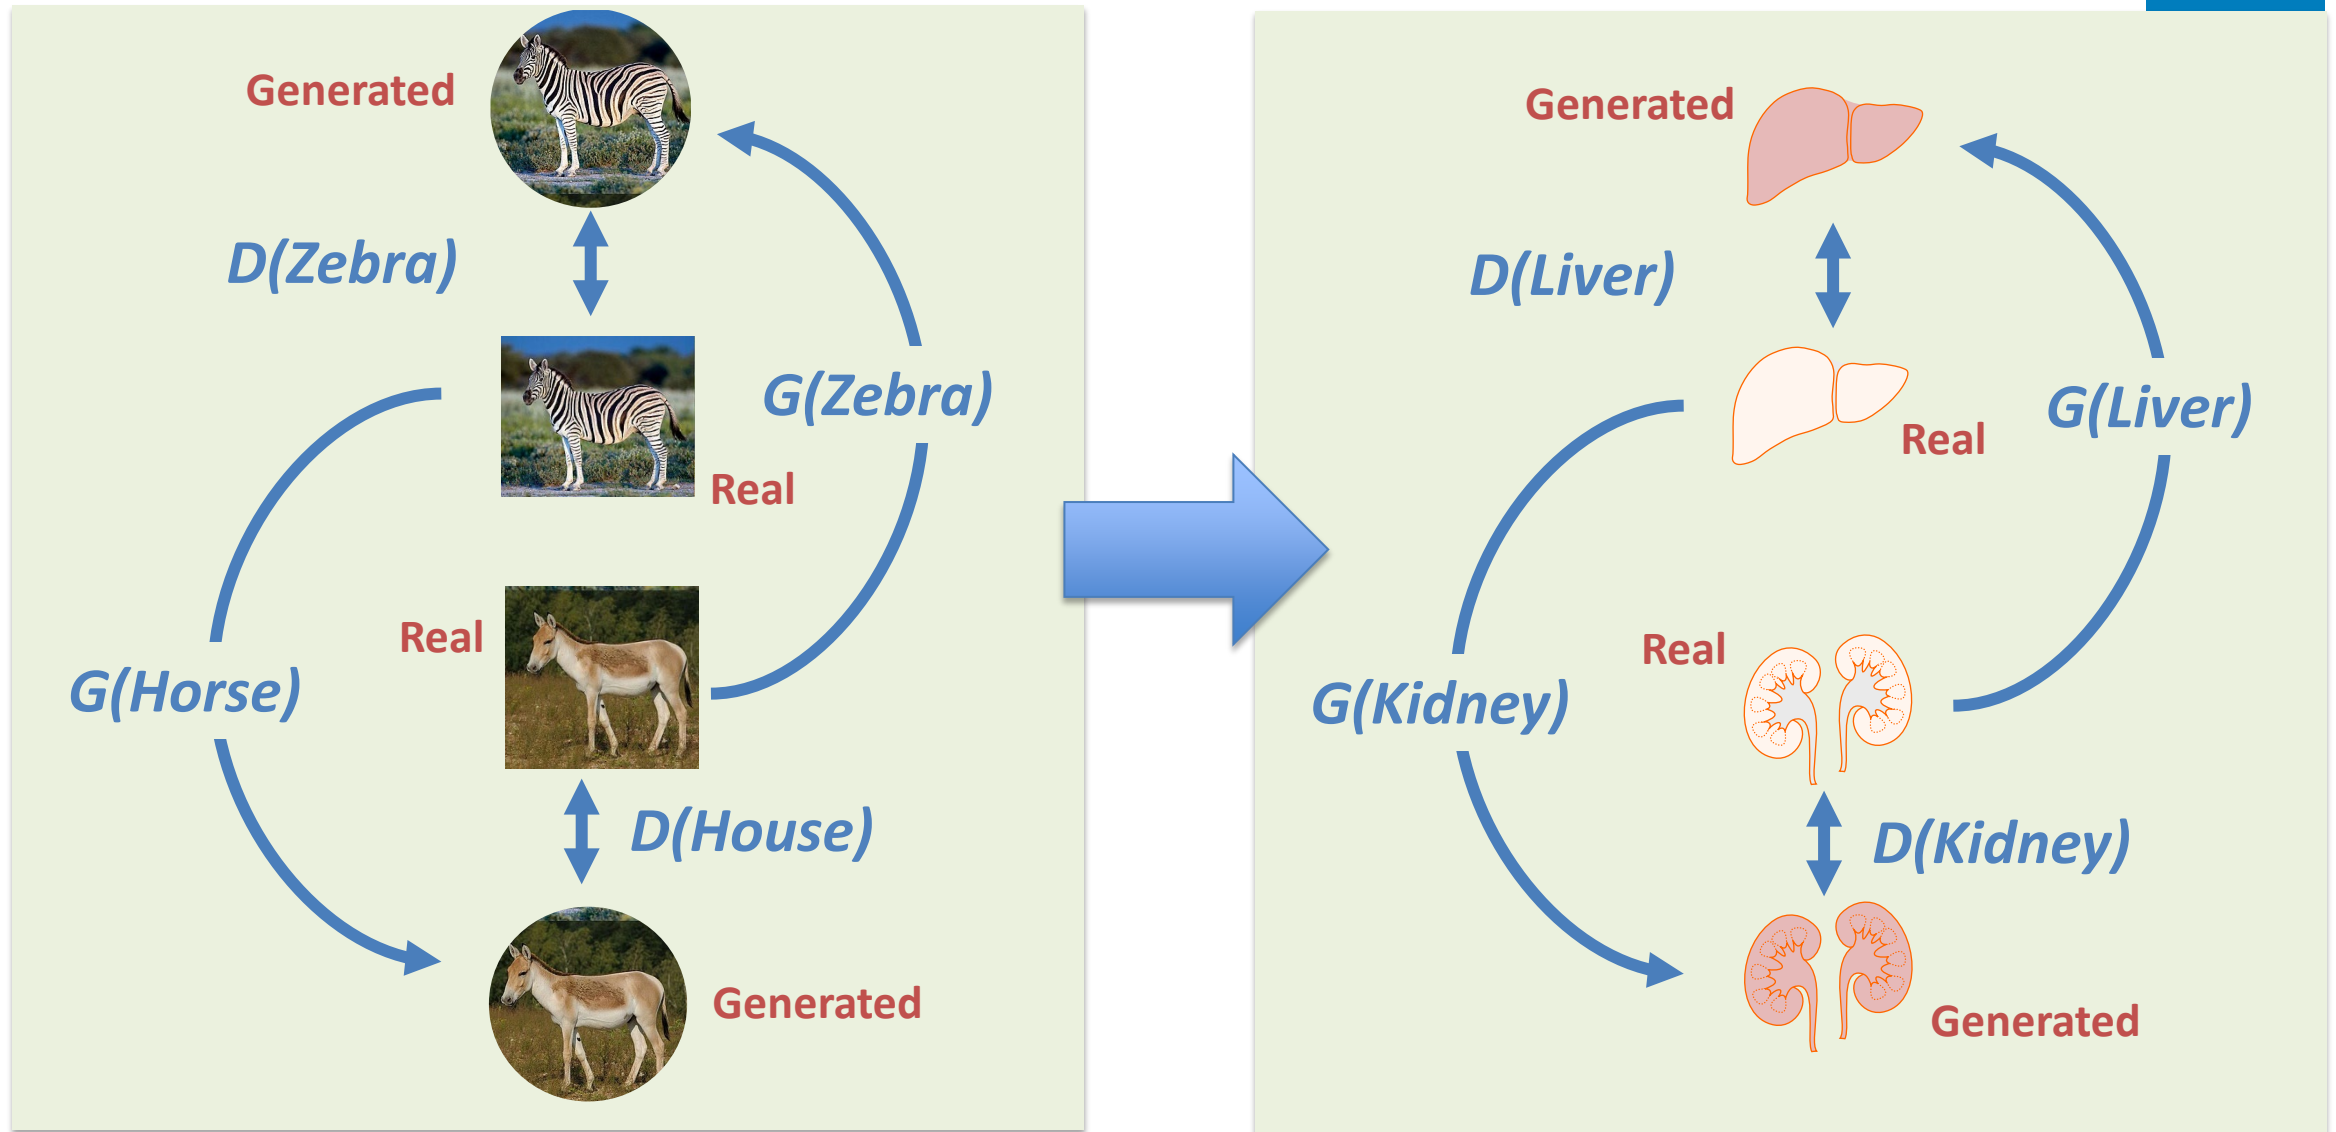 Generated
D(Zebra)
G(Zebra)
Real
Real
G(Horse)
D(House)
Generated
Generated
D(Liver)
G(Liver)
Real
Real
G(Kidney)
D(Kidney)
Generated